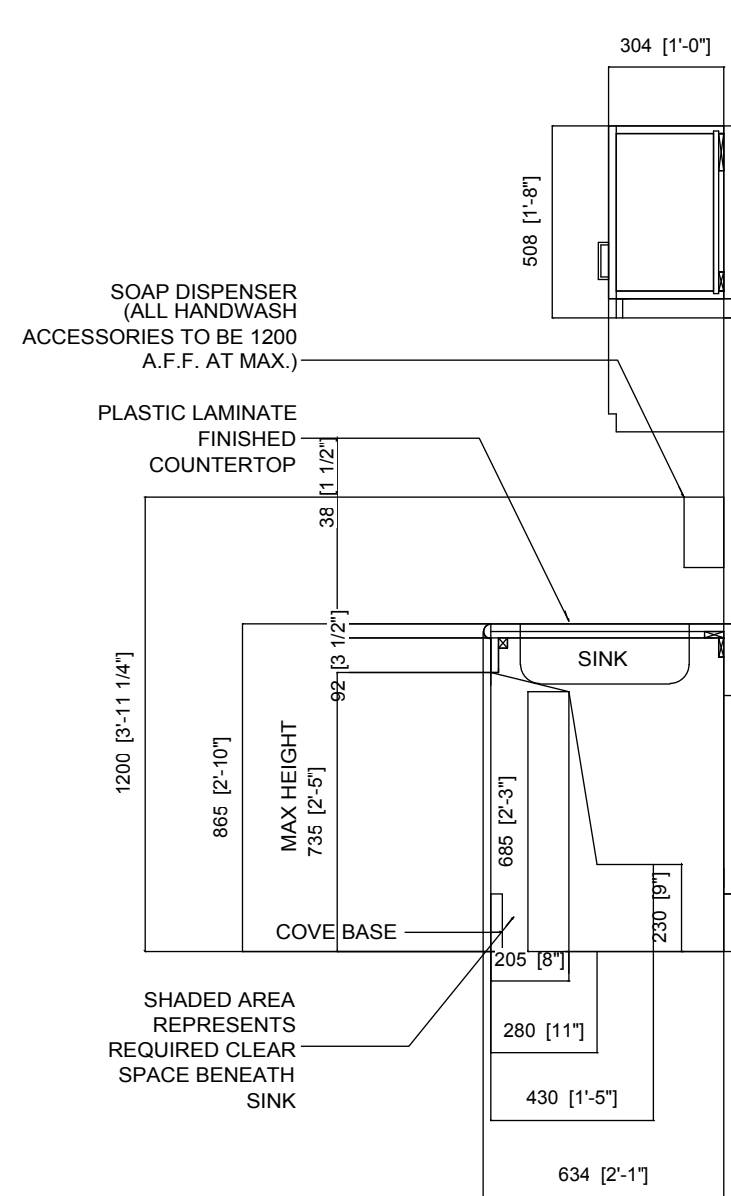 304 [1'-0"]
508 [1'-8"]
SOAP DISPENSER
(ALL HANDWASH
ACCESSORIES TO BE 1200
A.F.F. AT MAX.)
PLASTIC LAMINATE
FINISHED
COUNTERTOP
38 [1 1/2"]
92 [3 1/2"]
SINK
1200 [3'-11 1/4"]
865 [2'-10"]
MAX HEIGHT
735 [2'-5"]
685 [2'-3"]
230 [9"]
COVE BASE
205 [8"]
SHADED AREA
REPRESENTS
REQUIRED CLEAR
SPACE BENEATH
SINK
280 [11"]
430 [1'-5"]
634 [2'-1"]